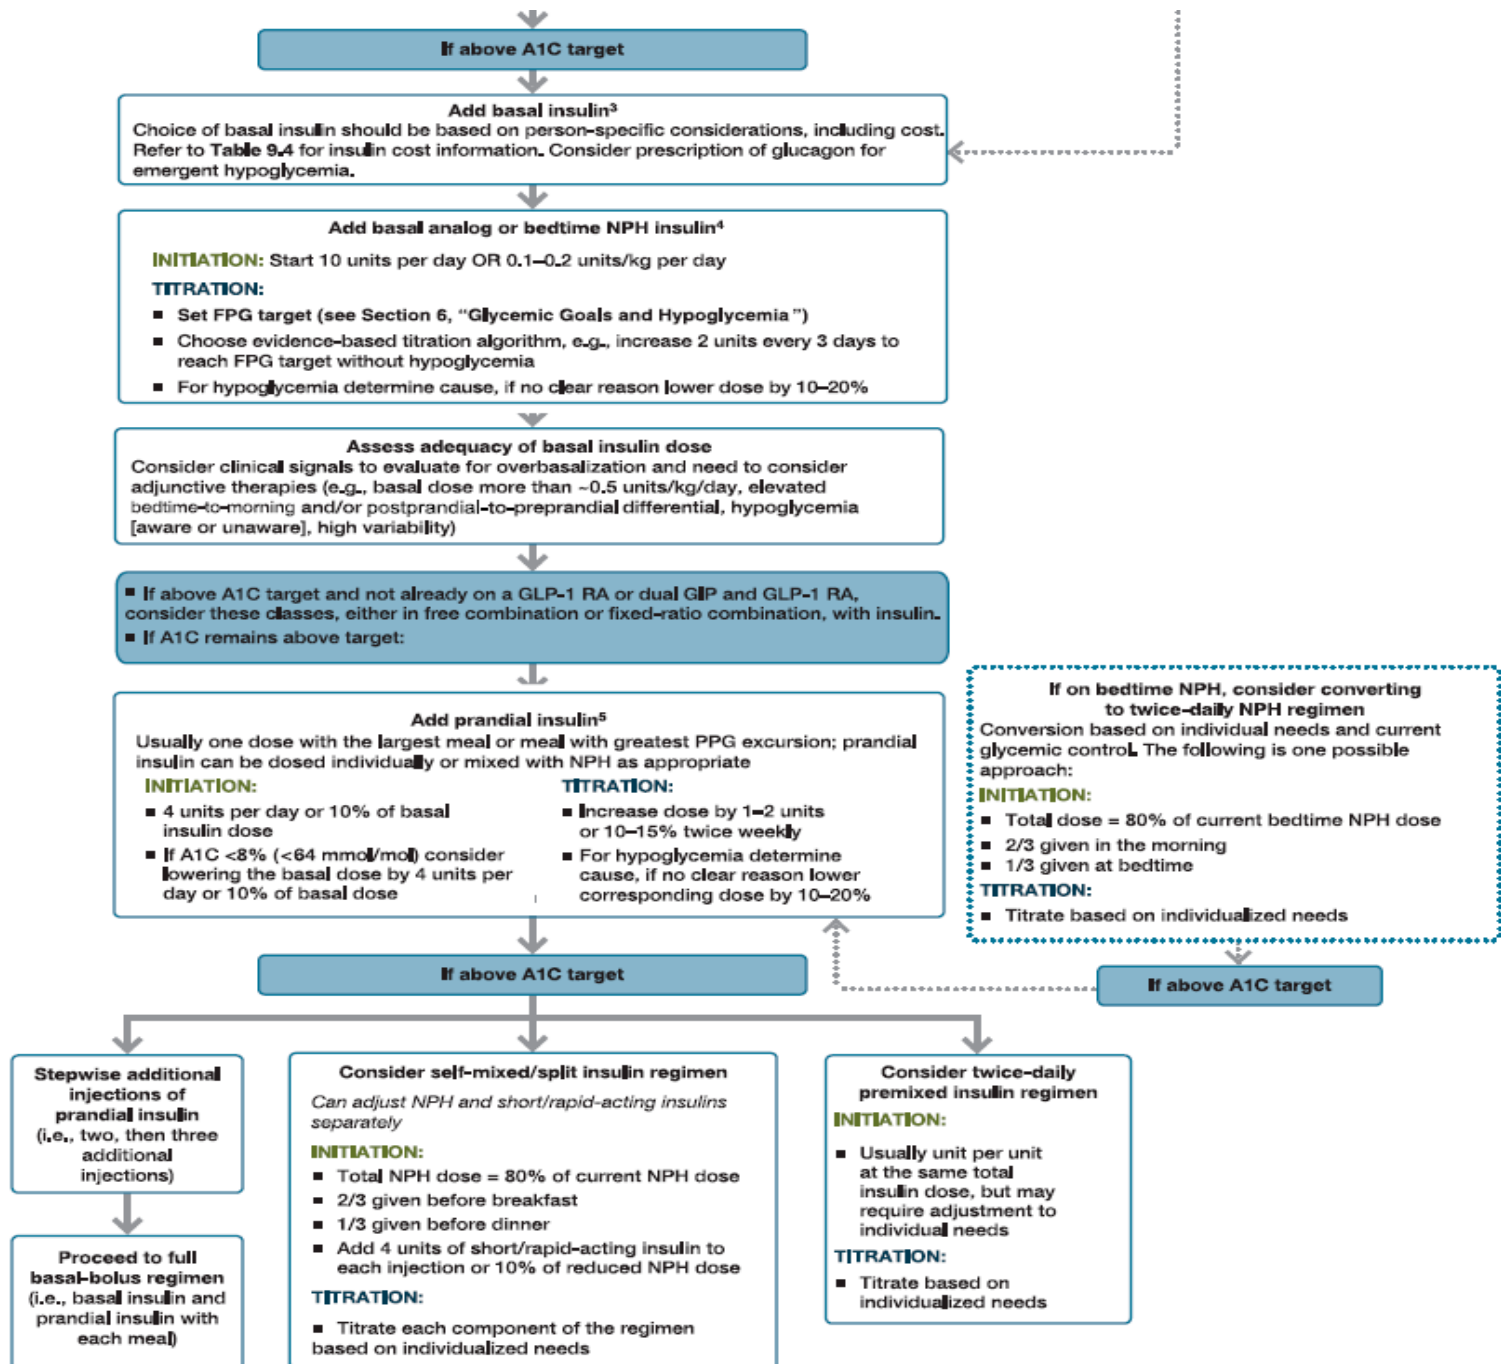 If above A1C target
Add basal insulin³
Choice of basal insulin should be based on person-specific considerations, including cost.
Refer to Table 9.4 for insulin cost information. Consider prescription of glucagon for
emergent hypoglycemia.
Add basal analog or bedtime NPH insulin⁴
INITIATION: Start 10 units per day OR 0.1–0.2 units/kg per day
TITRATION:
■ Set FPG target (see Section 6, “Glycemic Goals and Hypoglycemia”)
■ Choose evidence-based titration algorithm, e.g., increase 2 units every 3 days to
reach FPG target without hypoglycemia
■ For hypoglycemia determine cause, if no clear reason lower dose by 10–20%
Assess adequacy of basal insulin dose
Consider clinical signals to evaluate for overbasalization and need to consider
adjunctive therapies (e.g., basal dose more than ~0.5 units/kg/day, elevated
bedtime-to-morning and/or postprandial-to-preprandial differential, hypoglycemia
[aware or unaware], high variability)
■ If above A1C target and not already on a GLP-1 RA or dual GIP and GLP-1 RA,
consider these classes, either in free combination or fixed-ratio combination, with insulin.
■ If A1C remains above target:
Add prandial insulin⁵
Usually one dose with the largest meal or meal with greatest PPG excursion; prandial
insulin can be dosed individually or mixed with NPH as appropriate
INITIATION:
■ 4 units per day or 10% of basal
insulin dose
■ If A1C <8% (<64 mmol/mol) consider
lowering the basal dose by 4 units per
day or 10% of basal dose
TITRATION:
■ Increase dose by 1–2 units
or 10–15% twice weekly
■ For hypoglycemia determine
cause, if no clear reason lower
corresponding dose by 10–20%
If on bedtime NPH, consider converting
to twice-daily NPH regimen
Conversion based on individual needs and current
glycemic control. The following is one possible
approach:
INITIATION:
■ Total dose = 80% of current bedtime NPH dose
■ 2/3 given in the morning
■ 1/3 given at bedtime
TITRATION:
■ Titrate based on individualized needs
If above A1C target
If above A1C target
Stepwise additional
injections of
prandial insulin
(i.e., two, then three
additional
injections)
Proceed to full
basal-bolus regimen
(i.e., basal insulin and
prandial insulin with
each meal)
Consider self-mixed/split insulin regimen
Can adjust NPH and short/rapid-acting insulins
separately
INITIATION:
■ Total NPH dose = 80% of current NPH dose
■ 2/3 given before breakfast
■ 1/3 given before dinner
■ Add 4 units of short/rapid-acting insulin to
each injection or 10% of reduced NPH dose
TITRATION:
■ Titrate each component of the regimen
based on individualized needs
Consider twice-daily
premixed insulin regimen
INITIATION:
■ Usually unit per unit
at the same total
insulin dose, but may
require adjustment to
individual needs
TITRATION:
■ Titrate based on
individualized needs